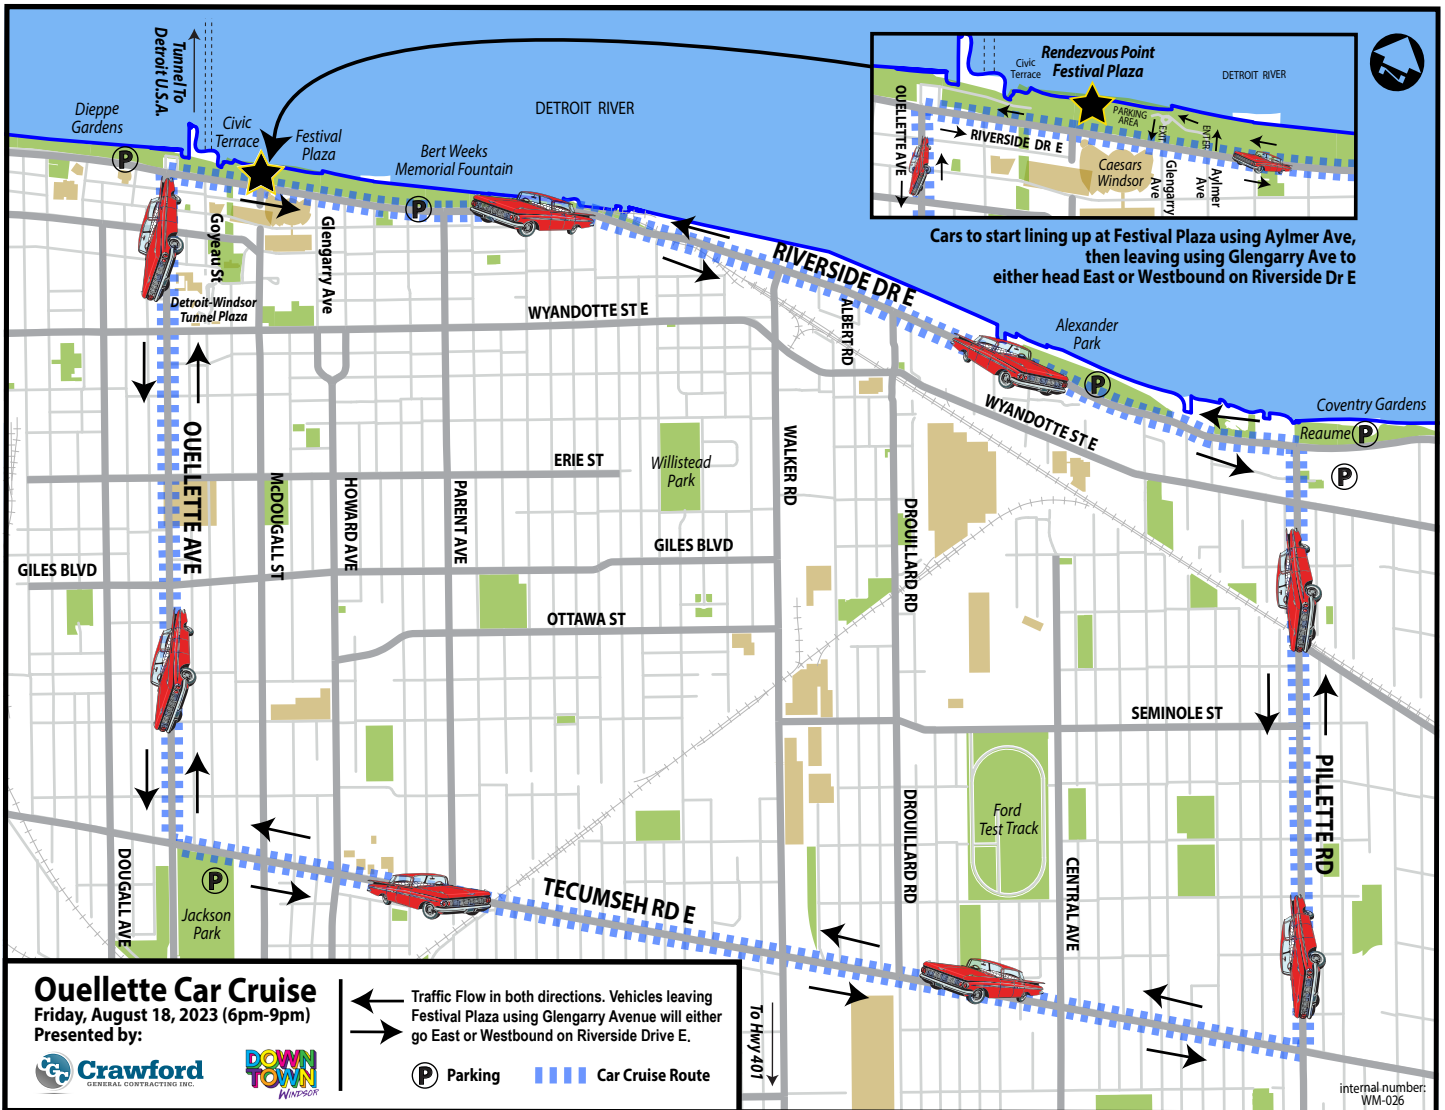 Tunnel To
Detroit U.S.A.
Dieppe
Gardens
Civic
Terrace
Festival
Plaza
DETROIT RIVER
Bert Weeks
Memorial Fountain
Rendezvous Point
Festival Plaza
Civic
Terrace
DETROIT RIVER
OUELLETTE AVE
RIVERSIDE DR E
PARKING
AREA
EXIT
ENTER
Caesars
Windsor
Glengarry
Ave
Aylmer
Ave
Cars to start lining up at Festival Plaza using Aylmer Ave,
then leaving using Glengarry Ave to
either head East or Westbound on Riverside Dr E
P
P
Goyeau St
Glengarry Ave
Detroit-Windsor
Tunnel Plaza
RIVERSIDE DR E
WYANDOTTE ST E
ALBERT RD
Alexander
Park
P
WYANDOTTE ST E
Coventry Gardens
Reaume
P
P
OUELLETTE AVE
McDOUGALL ST
HOWARD AVE
PARENT AVE
ERIE ST
Willistead
Park
WALKER RD
DROUILLARD RD
GILES BLVD
GILES BLVD
OTTAWA ST
SEMINOLE ST
PILLETTE RD
Ford
Test Track
DROUILLARD RD
CENTRAL AVE
DOUGALL AVE
P
Jackson
Park
TECUMSEH RD E
To Hwy 401
Ouellette Car Cruise
Friday, August 18, 2023 (6pm-9pm)
Presented by:
CGC Crawford
GENERAL CONTRACTING INC.
DOWN
TOWN
WINDSOR
Traffic Flow in both directions. Vehicles leaving
Festival Plaza using Glengarry Avenue will either
go East or Westbound on Riverside Drive E.
P Parking
Car Cruise Route
internal number:
WM-026